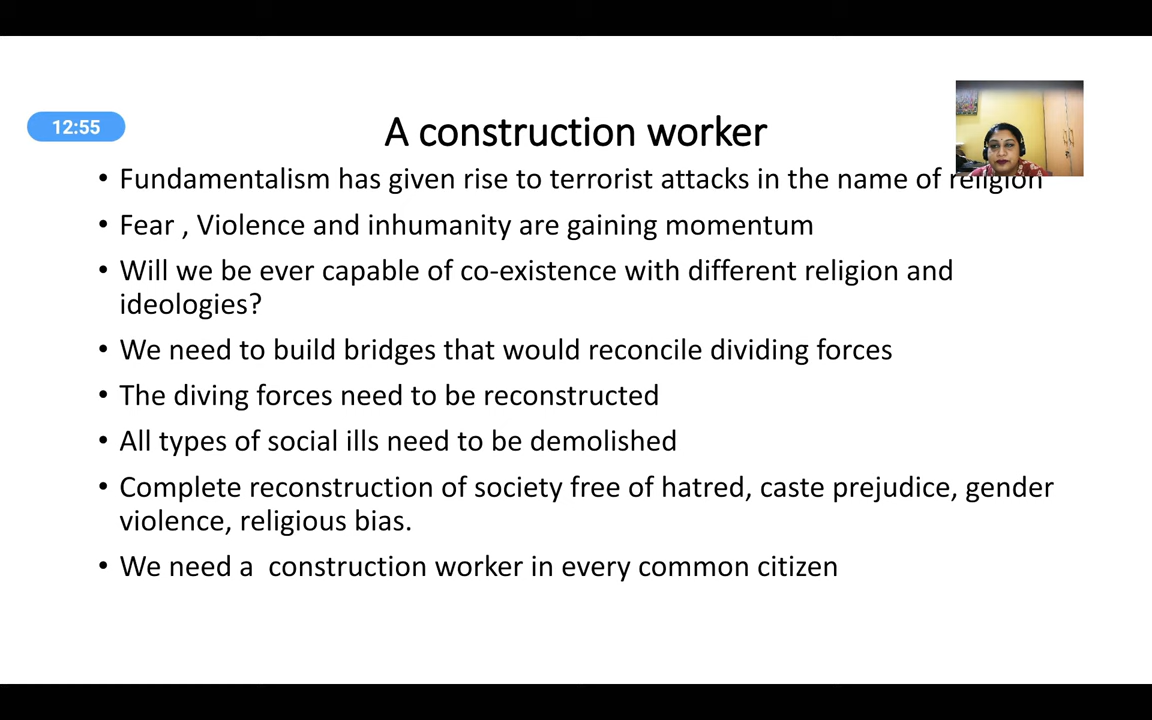 12:55
A construction worker
• Fundamentalism has given rise to terrorist attacks in the name of religion
• Fear , Violence and inhumanity are gaining momentum
• Will we be ever capable of co-existence with different religion and
ideologies?
• We need to build bridges that would reconcile dividing forces
• The diving forces need to be reconstructed
• All types of social ills need to be demolished
• Complete reconstruction of society free of hatred, caste prejudice, gender
violence, religious bias.
• We need a  construction worker in every common citizen